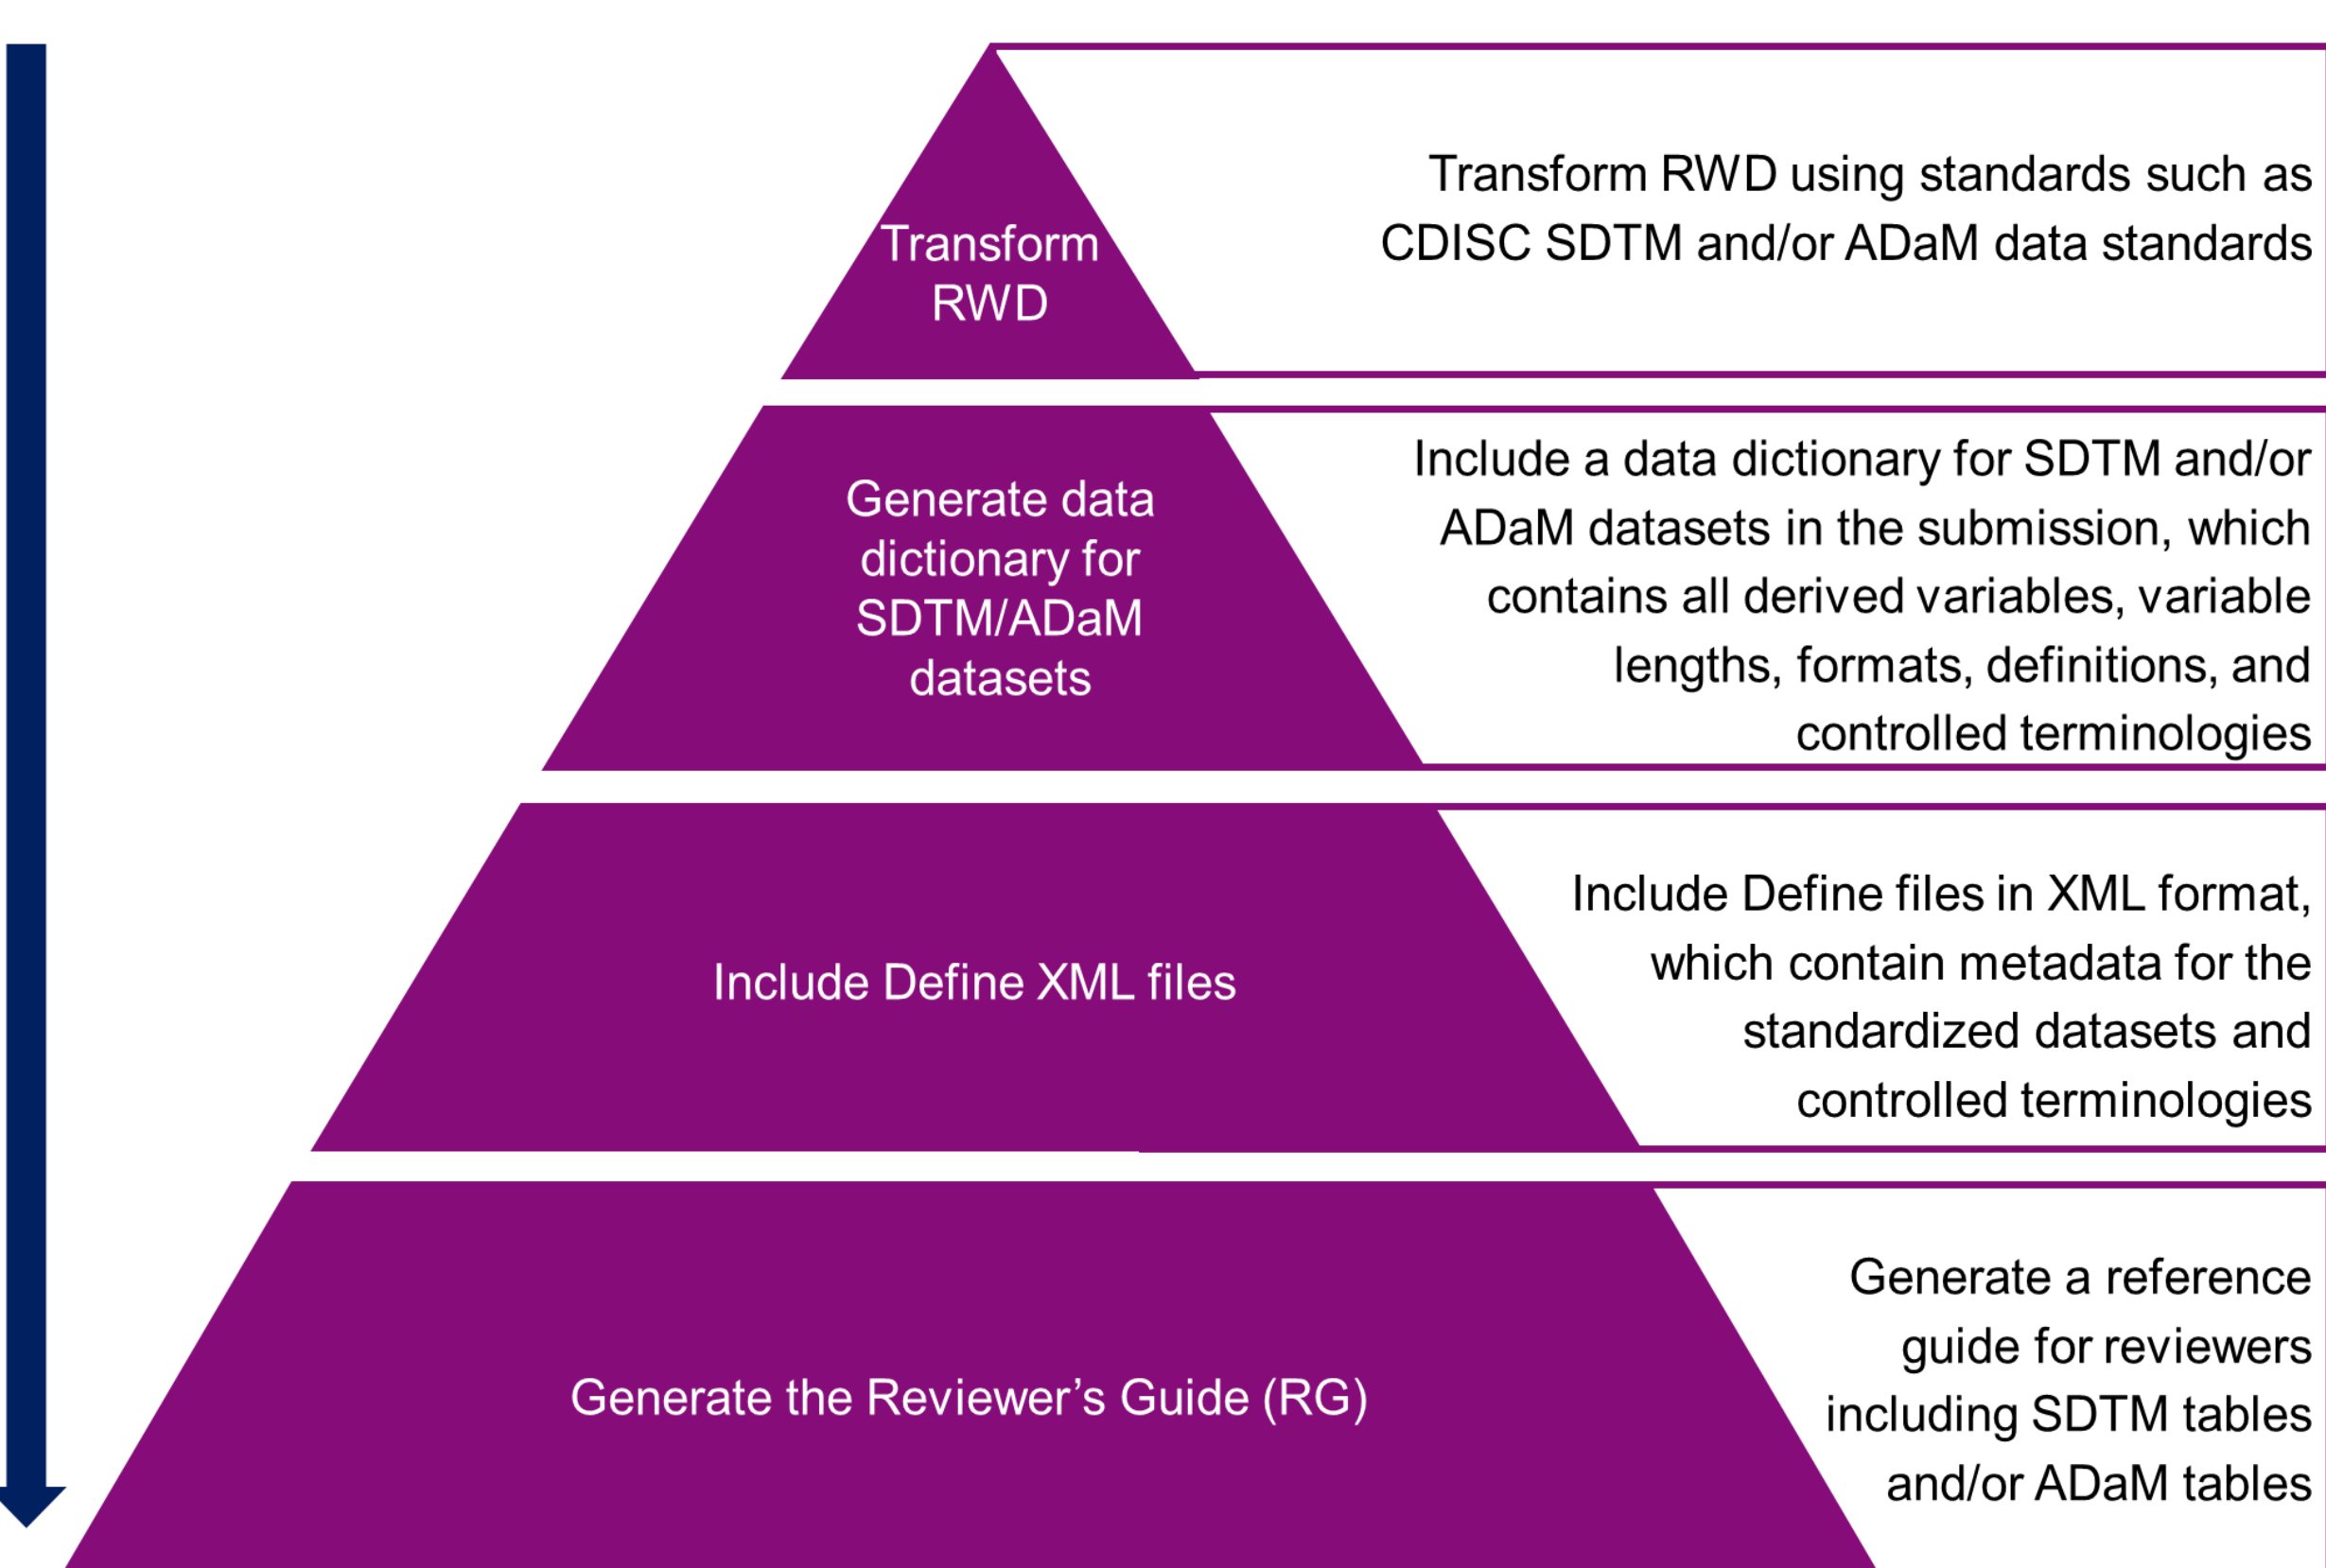 Transform
RWD
Transform RWD using standards such as
CDISC SDTM and/or ADaM data standards
Generate data
dictionary for
SDTM/ADaM
datasets
Include a data dictionary for SDTM and/or
ADaM datasets in the submission, which
contains all derived variables, variable
lengths, formats, definitions, and
controlled terminologies
Include Define XML files
Include Define files in XML format,
which contain metadata for the
standardized datasets and
controlled terminologies
Generate the Reviewer’s Guide (RG)
Generate a reference
guide for reviewers
including SDTM tables
and/or ADaM tables